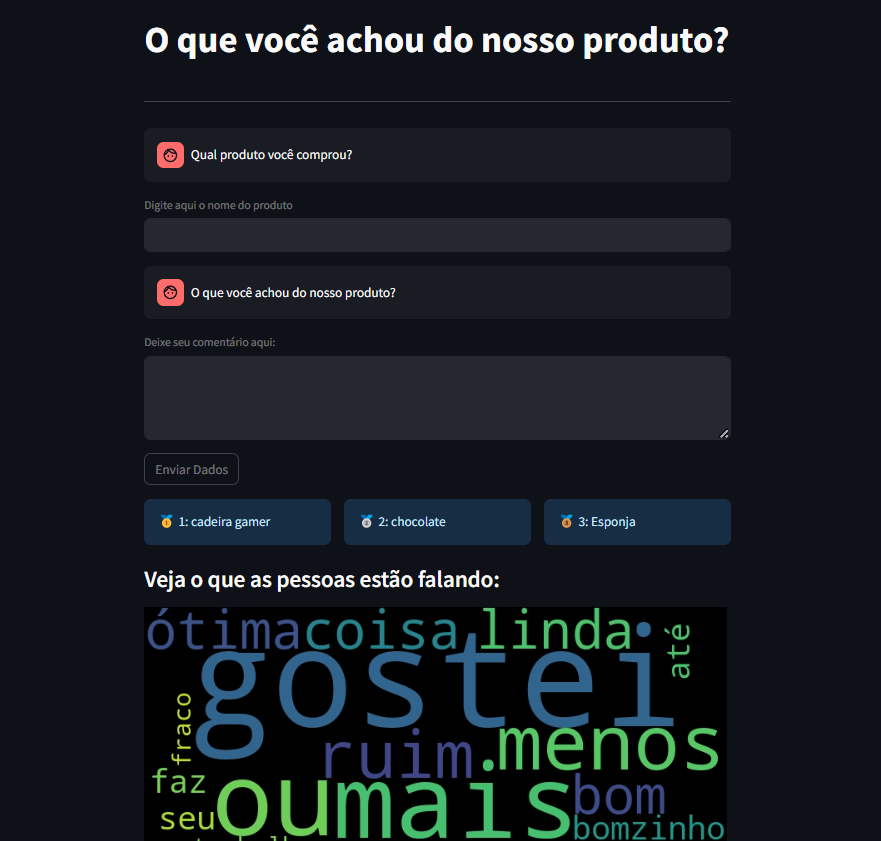 O que você achou do nosso produto?
Qual produto você comprou?
Digite aqui o nome do produto
O que você achou do nosso produto?
Deixe seu comentário aqui:
Enviar Dados
1: cadeira gamer
2: chocolate
3: Esponja
Veja o que as pessoas estão falando:
ótima coisa linda
até
gostei
fraco
ruim menos
faz
ou mais bom
seu
bomzinho